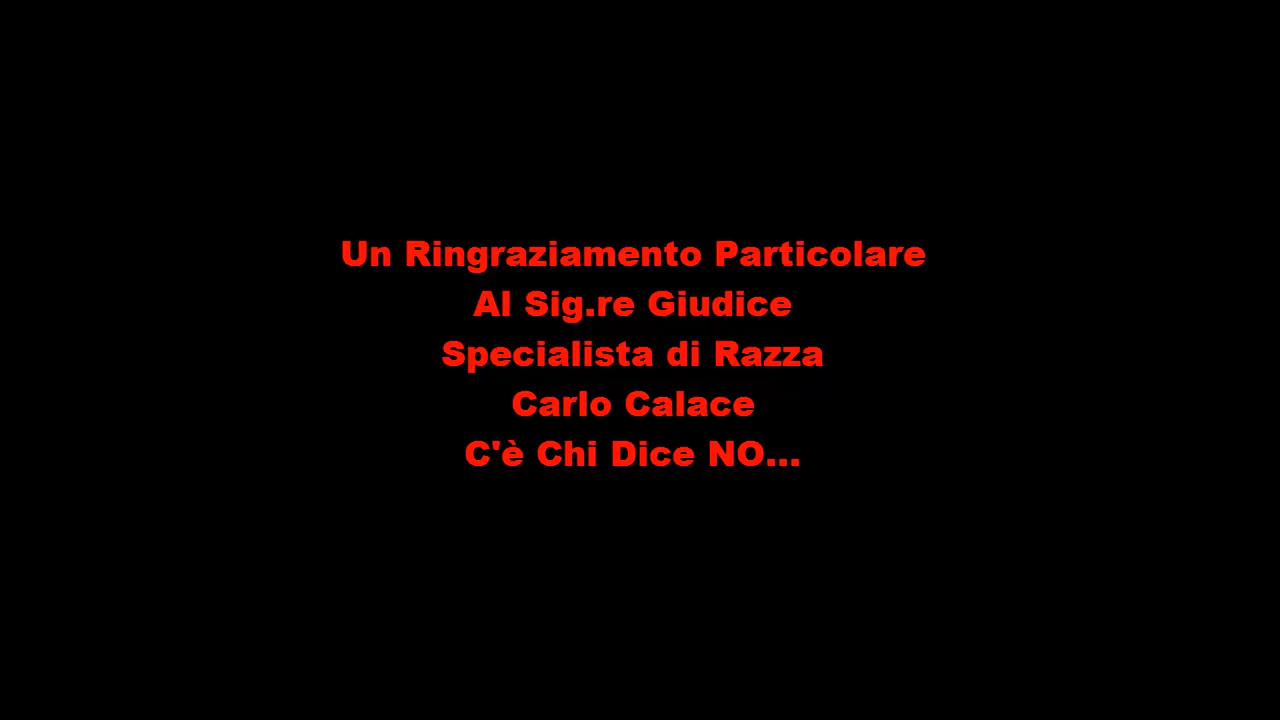 Un Ringraziamento Particolare
Al Sig.re Giudice
Specialista di Razza
Carlo Calace
C'è Chi Dice NO...